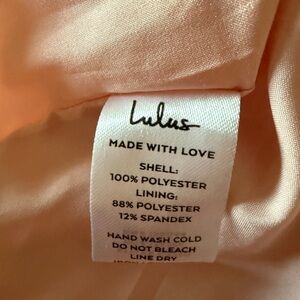 Lulus
MADE WITH LOVE
SHELL:
100% POLYESTER
LINING:
88% POLYESTER
12% SPANDEX
HAND WASH COLD
DO NOT BLEACH
LINE DRY